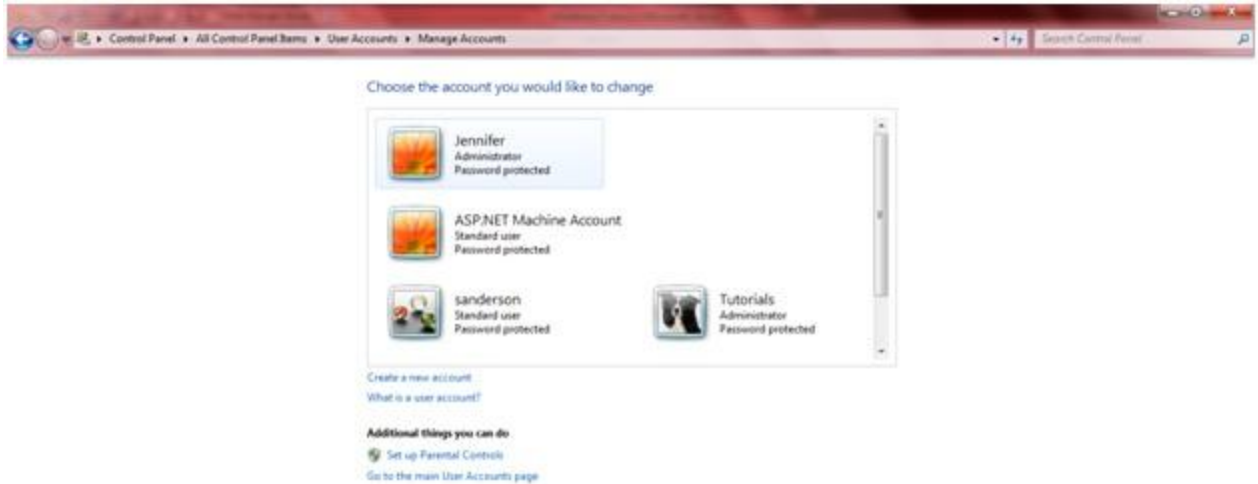 Control Panel ▸ All Control Panel Items ▸ User Accounts ▸ Manage Accounts
Search Control Panel
Choose the account you would like to change
Jennifer
Administrator
Password protected
ASP.NET Machine Account
Standard user
Password protected
sanderson
Standard user
Password protected
Tutorials
Administrator
Password protected
Create a new account
What is a user account?
Additional things you can do
Set up Parental Controls
Go to the main User Accounts page